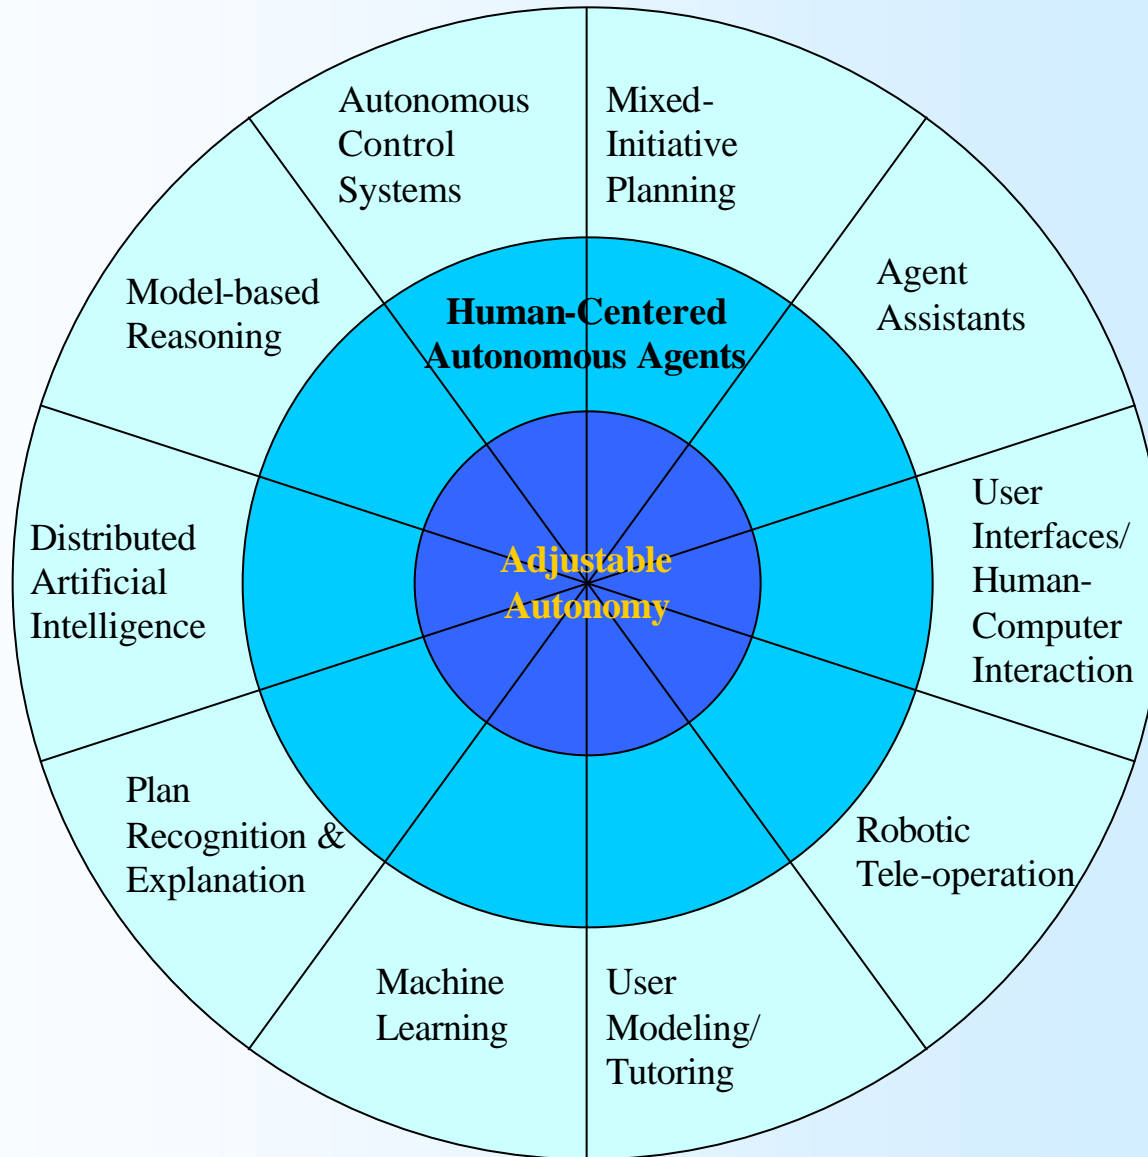 Autonomous
Control
Systems
Mixed-
Initiative
Planning
Agent
Assistants
User
Interfaces/
Human-
Computer
Interaction
Robotic
Tele-operation
User
Modeling/
Tutoring
Machine
Learning
Plan
Recognition &
Explanation
Distributed
Artificial
Intelligence
Model-based
Reasoning
Human-Centered
Autonomous Agents
Adjustable
Autonomy